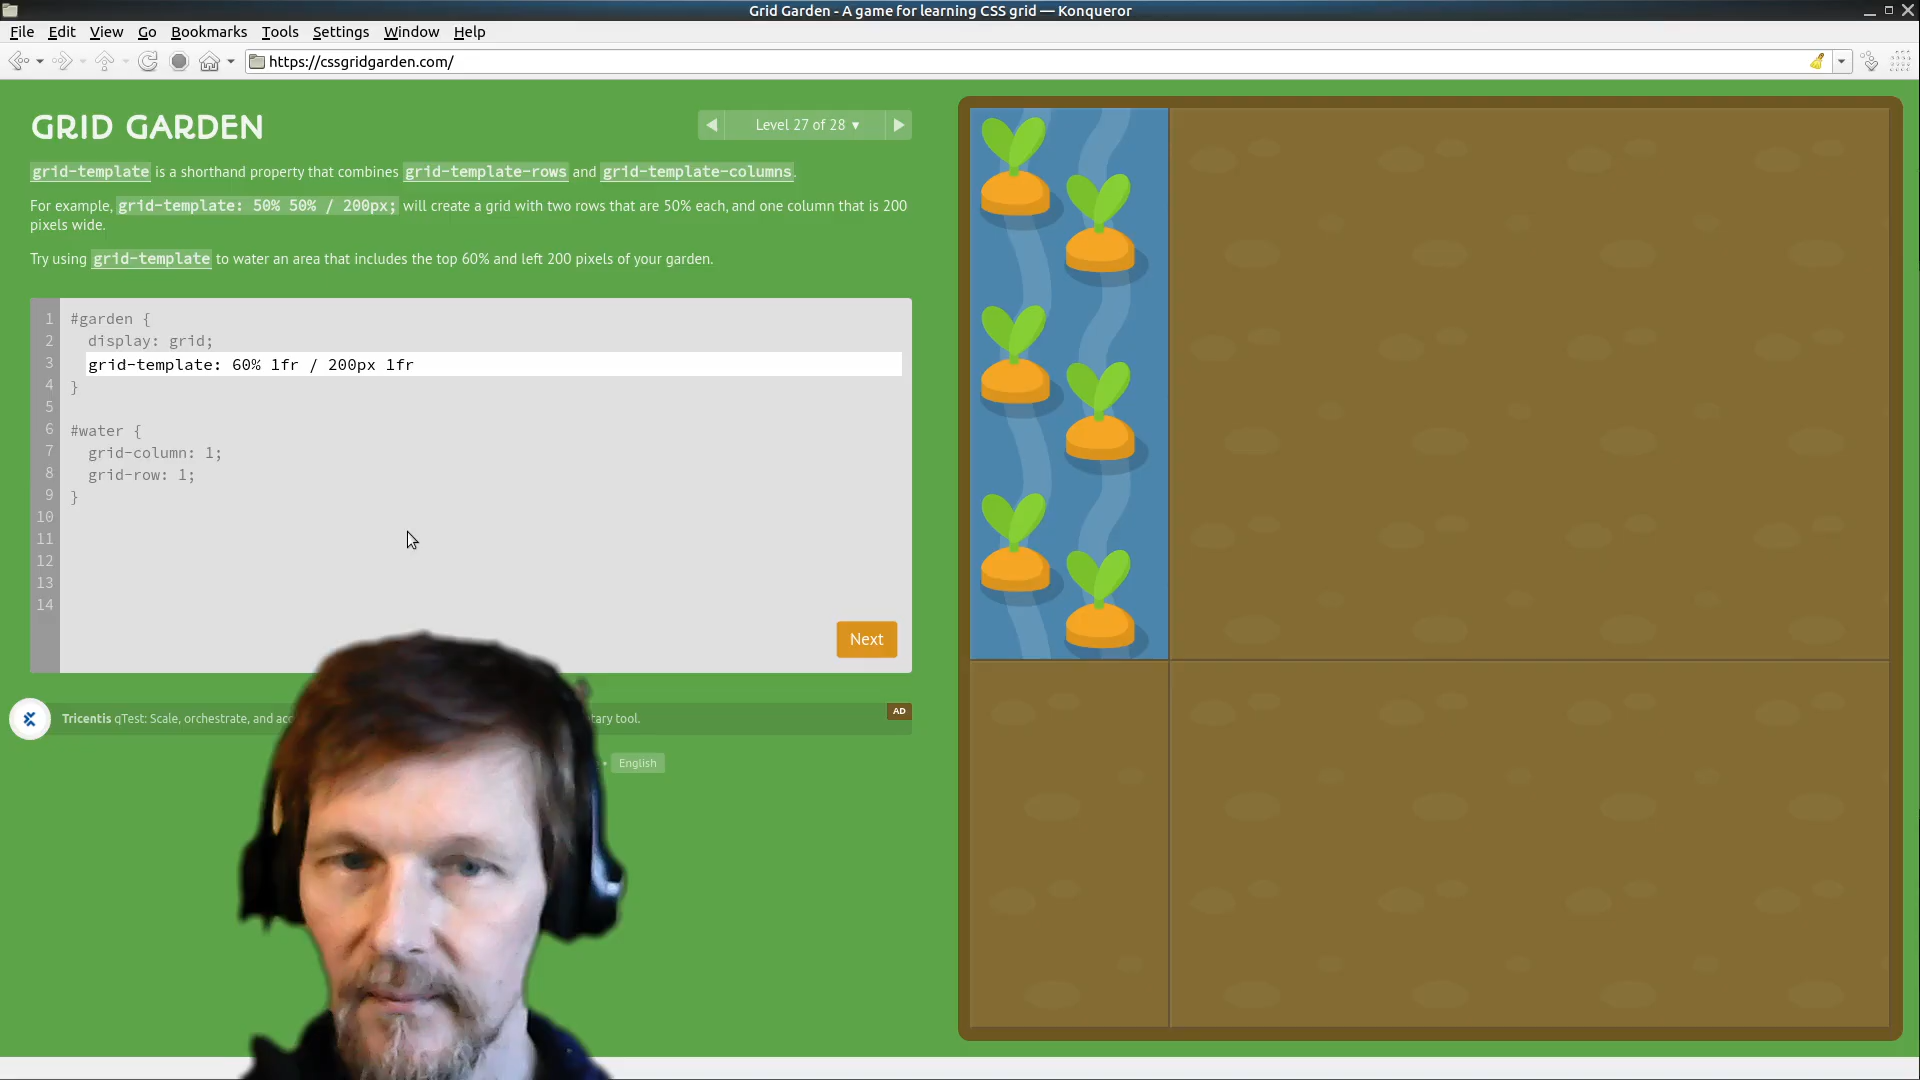 Grid Garden - A game for learning CSS grid — Konqueror
File Edit View Go Bookmarks Tools Settings Window Help
https://cssgridgarden.com/
GRID GARDEN
◀ Level 27 of 28 ▾ ▶
grid-template is a shorthand property that combines grid-template-rows and grid-template-columns.
For example, grid-template: 50% 50% / 200px; will create a grid with two rows that are 50% each, and one column that is 200
pixels wide.
Try using grid-template to water an area that includes the top 60% and left 200 pixels of your garden.
1 #garden {
2 display: grid;
3 grid-template: 60% 1fr / 200px 1fr
4 }
5
6 #water {
7 grid-column: 1;
8 grid-row: 1;
9 }
10
11
12
13
14
Next
Tricentis qTest: Scale, orchestrate, and tool.
AD
• English